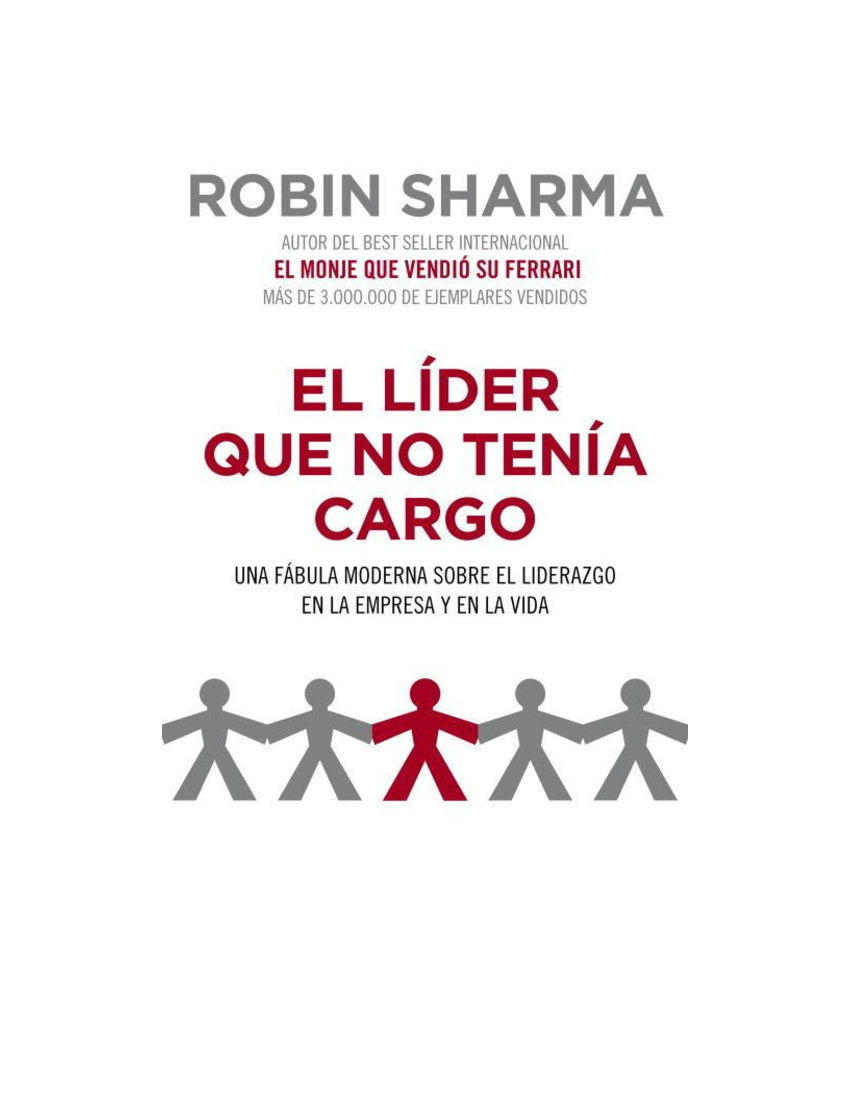 ROBIN SHARMA
AUTOR DEL BEST SELLER INTERNACIONAL
EL MONJE QUE VENDIÓ SU FERRARI
MÁS DE 3.000.000 DE EJEMPLARES VENDIDOS
EL LÍDER
QUE NO TENÍA
CARGO
UNA FÁBULA MODERNA SOBRE EL LIDERAZGO
EN LA EMPRESA Y EN LA VIDA